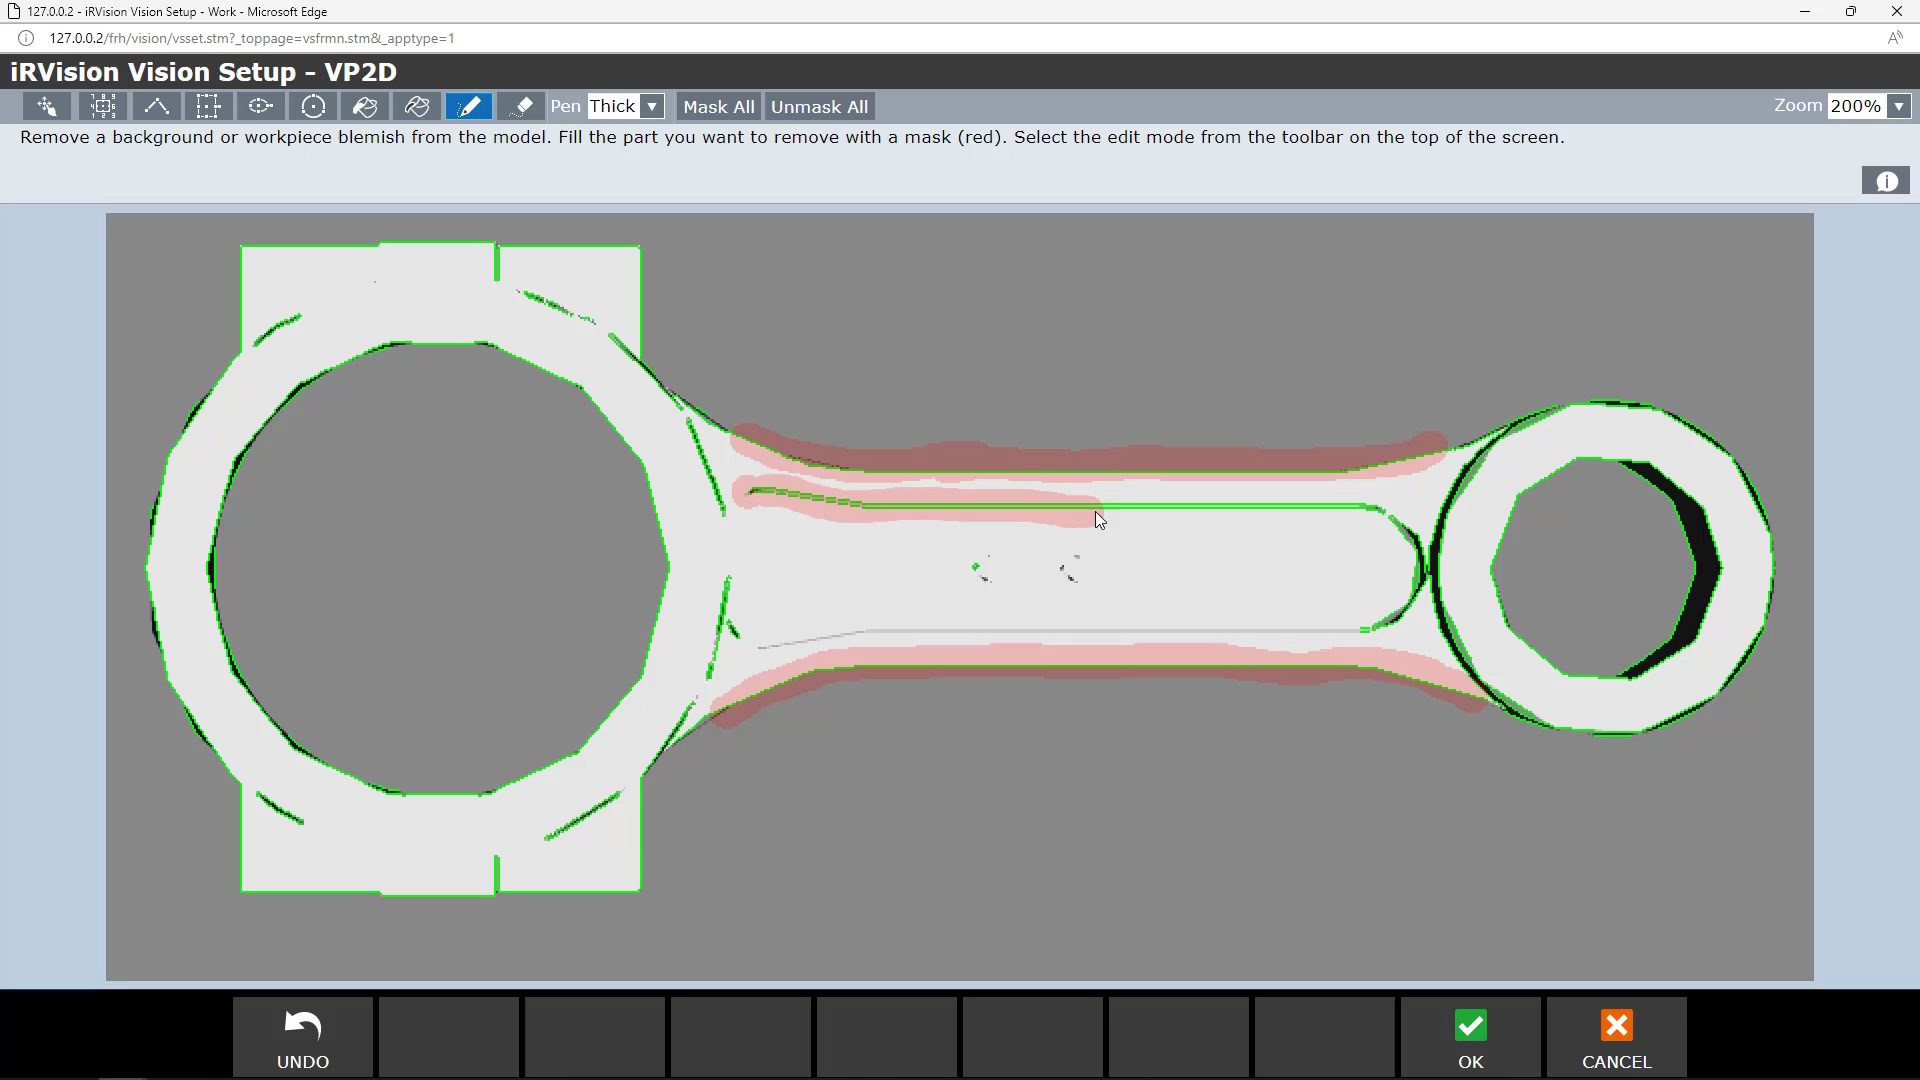 127.0.0.2 - iRVision Vision Setup - Work - Microsoft Edge
127.0.0.2/frh/vision/vsset.stm?_toppage=vsfrmn.stm&_apptype=1
iRVision Vision Setup - VP2D
Pen Thick Mask All Unmask All Zoom 200%
Remove a background or workpiece blemish from the model. Fill the part you want to remove with a mask (red). Select the edit mode from the toolbar on the top of the screen.
UNDO OK CANCEL